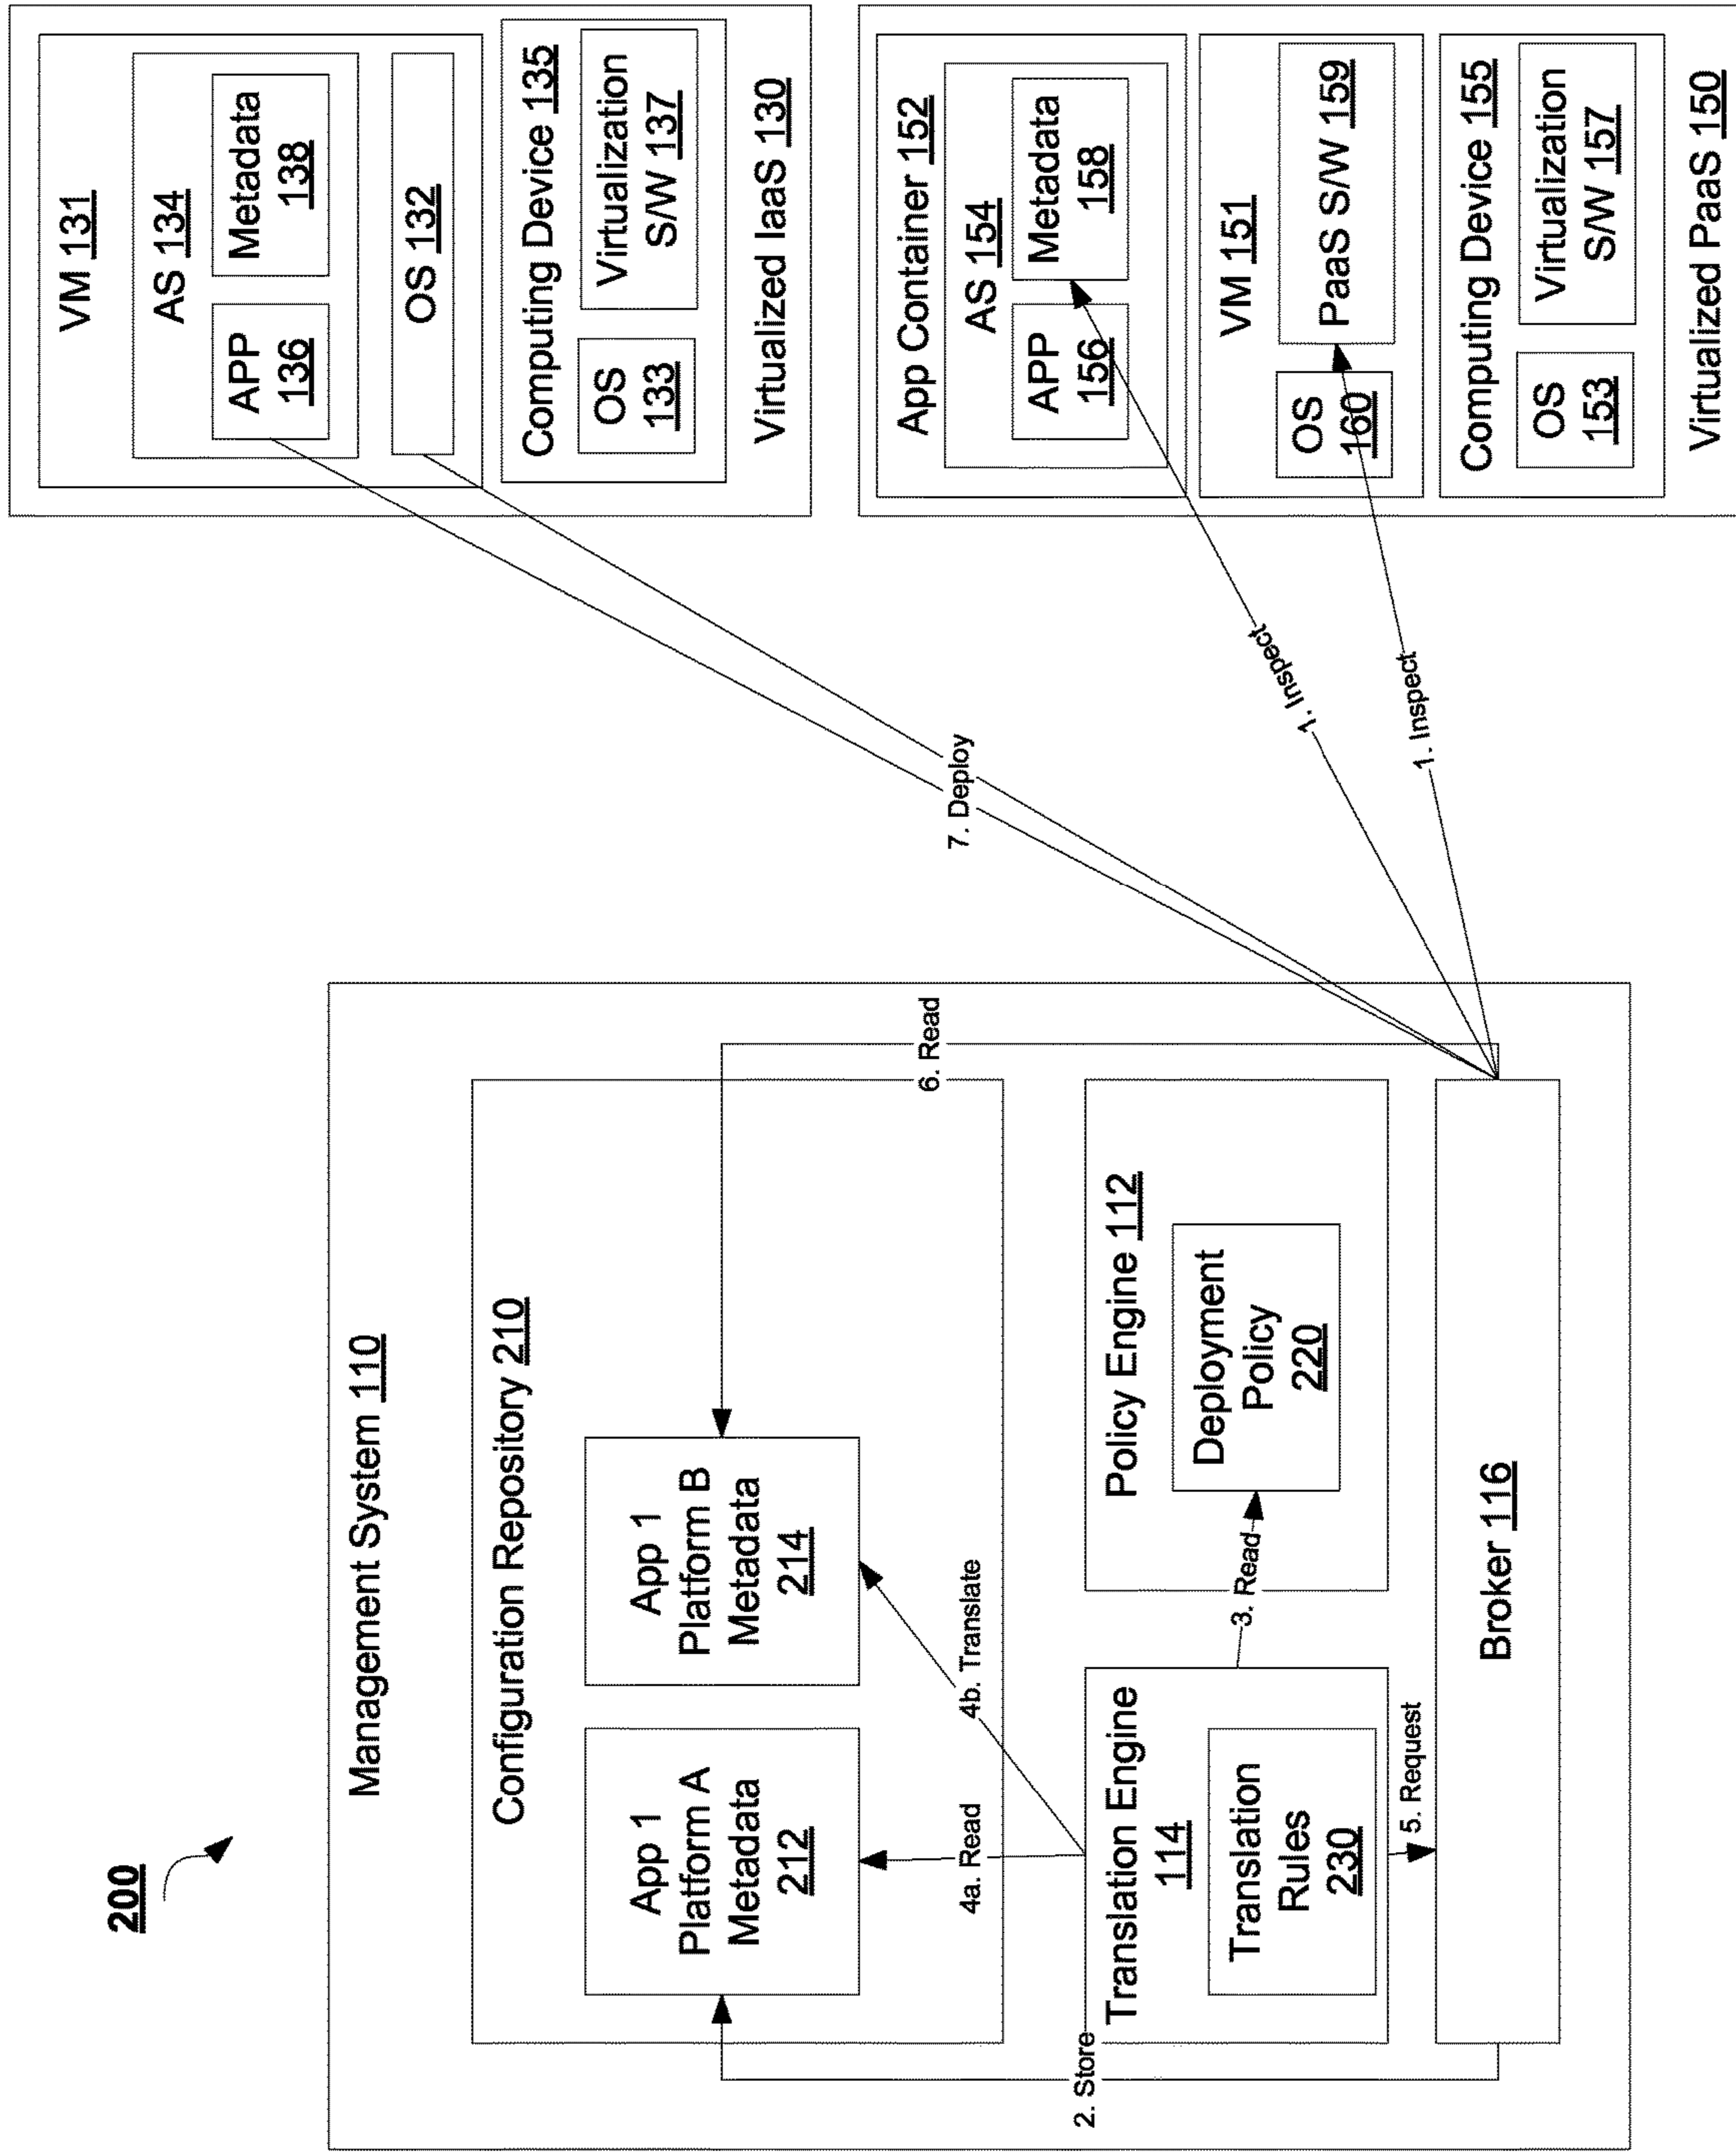 200
Management System 110
Configuration Repository 210
App 1
Platform A
Metadata
212
App 1
Platform B
Metadata
214
2. Store
4a. Read
4b. Translate
6. Read
Translation Engine
114
Translation
Rules
230
3. Read
Policy Engine 112
Deployment
Policy
220
5. Request
Broker 116
7. Deploy
1. Inspect
1. Inspect
VM 131
AS 134
APP
136
Metadata
138
OS 132
Computing Device 135
OS
133
Virtualization
S/W 137
Virtualized IaaS 130
App Container 152
AS 154
APP
156
Metadata
158
VM 151
OS
160
PaaS S/W 159
Computing Device 155
OS
153
Virtualization
S/W 157
Virtualized PaaS 150